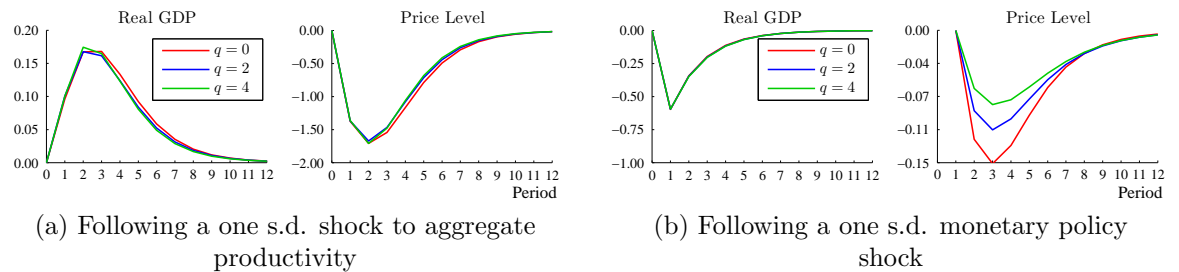 Real GDP
0.20
0.15
0.10
0.05
0.00
q = 0
q = 2
q = 4
0 1 2 3 4 5 6 7 8 9 10 11 12
Price Level
0.00
−0.50
−1.00
−1.50
−2.00
0 1 2 3 4 5 6 7 8 9 10 11 12
Period
(a) Following a one s.d. shock to aggregate
productivity
Real GDP
0.00
−0.25
−0.50
−0.75
−1.00
q = 0
q = 2
q = 4
0 1 2 3 4 5 6 7 8 9 10 11 12
Price Level
0.00
−0.04
−0.07
−0.11
−0.15
0 1 2 3 4 5 6 7 8 9 10 11 12
Period
(b) Following a one s.d. monetary policy
shock